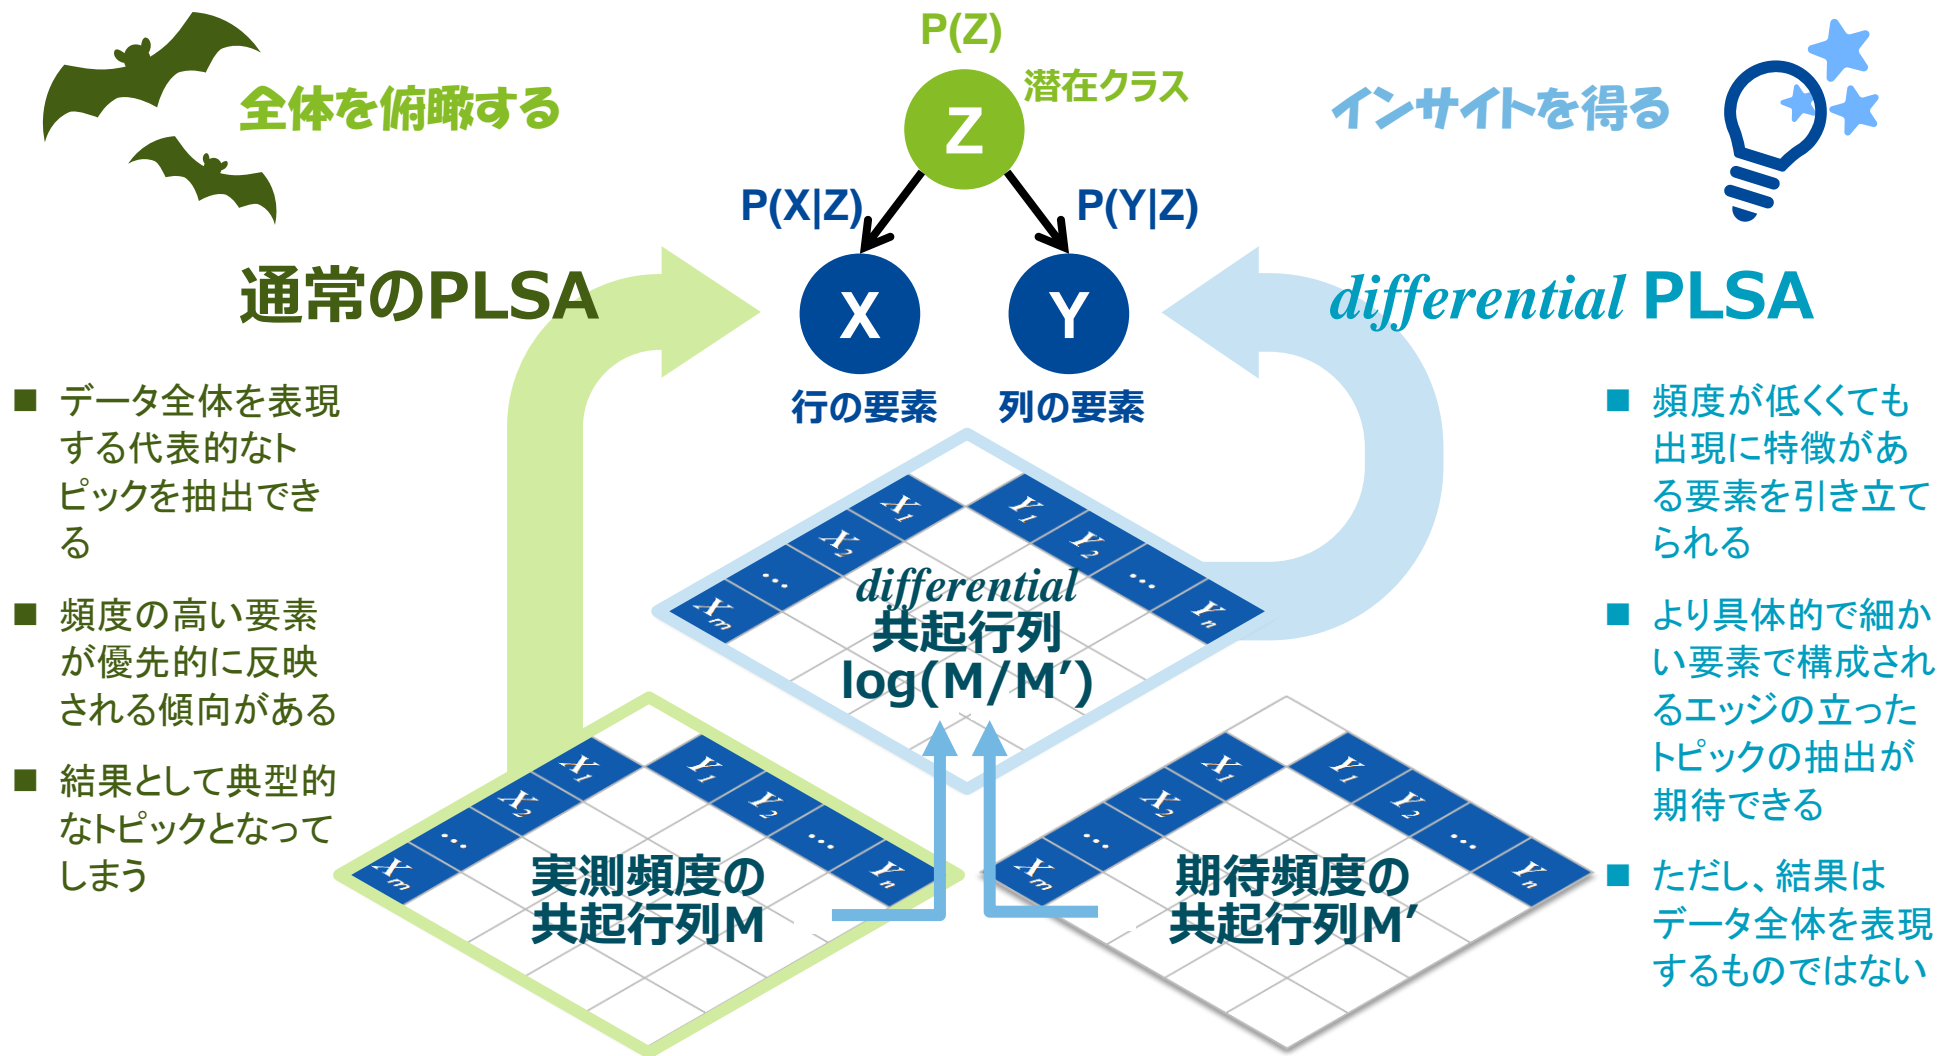 P(Z)
潜在クラス
Z
全体を俯瞰する
インサイトを得る
P(X|Z)
P(Y|Z)
X
Y
行の要素
列の要素
通常のPLSA
■ データ全体を表現
する代表的なト
ピックを抽出でき
る
■ 頻度の高い要素
が優先的に反映
される傾向がある
■ 結果として典型的
なトピックとなって
しまう
differential PLSA
■ 頻度が低くくても
出現に特徴があ
る要素を引き立て
られる
■ より具体的で細か
い要素で構成され
るエッジの立った
トピックの抽出が
期待できる
■ ただし、結果は
データ全体を表現
するものではない
X1
X2
…
Xm
Y1
Y2
…
Yn
differential
共起行列
log(M/M′)
X1
X2
…
Xm
Y1
Y2
…
Yn
実測頻度の
共起行列M
X1
X2
…
Xm
Y1
Y2
…
Yn
期待頻度の
共起行列M′